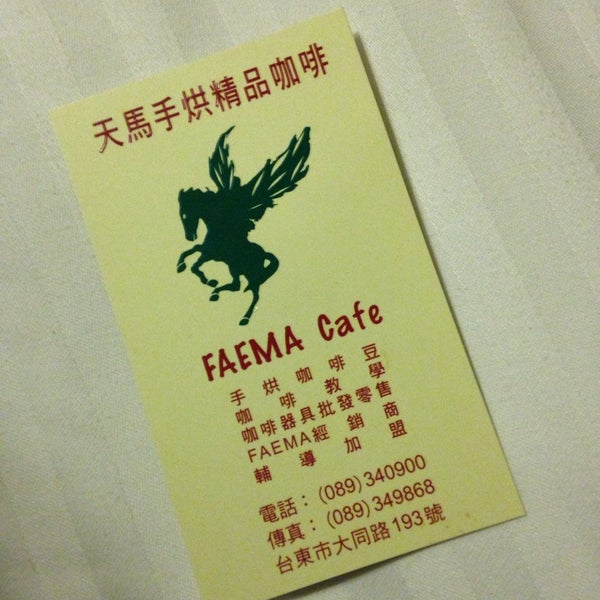 天馬手烘精品咖啡
FAEMA Cafe
手烘咖啡豆
咖啡教學
咖啡器具批發零售
FAEMA經銷商
輔導加盟
電話：(089)340900
傳真：(089)349868
台東市大同路193號